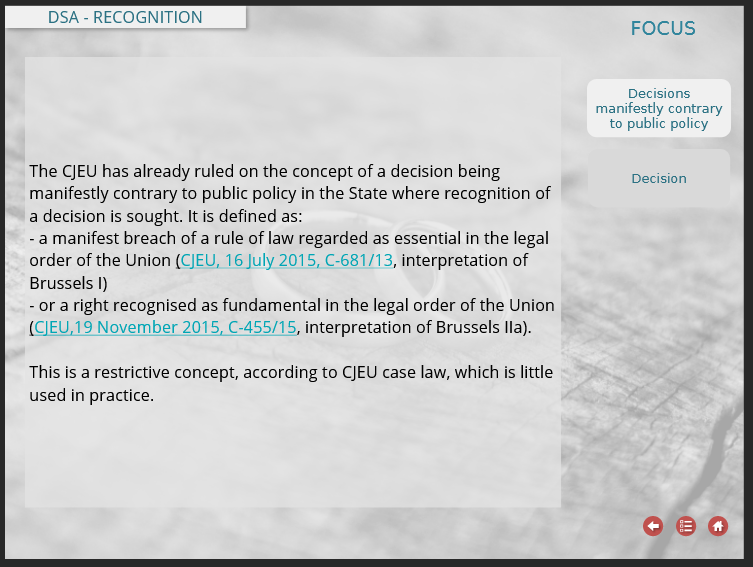 DSA - RECOGNITION
FOCUS
Decisions
manifestly contrary
to public policy
Decision
The CJEU has already ruled on the concept of a decision being
manifestly contrary to public policy in the State where recognition of
a decision is sought. It is defined as:
- a manifest breach of a rule of law regarded as essential in the legal
order of the Union (CJEU, 16 July 2015, C-681/13, interpretation of
Brussels I)
- or a right recognised as fundamental in the legal order of the Union
(CJEU,19 November 2015, C-455/15, interpretation of Brussels IIa).
This is a restrictive concept, according to CJEU case law, which is little
used in practice.